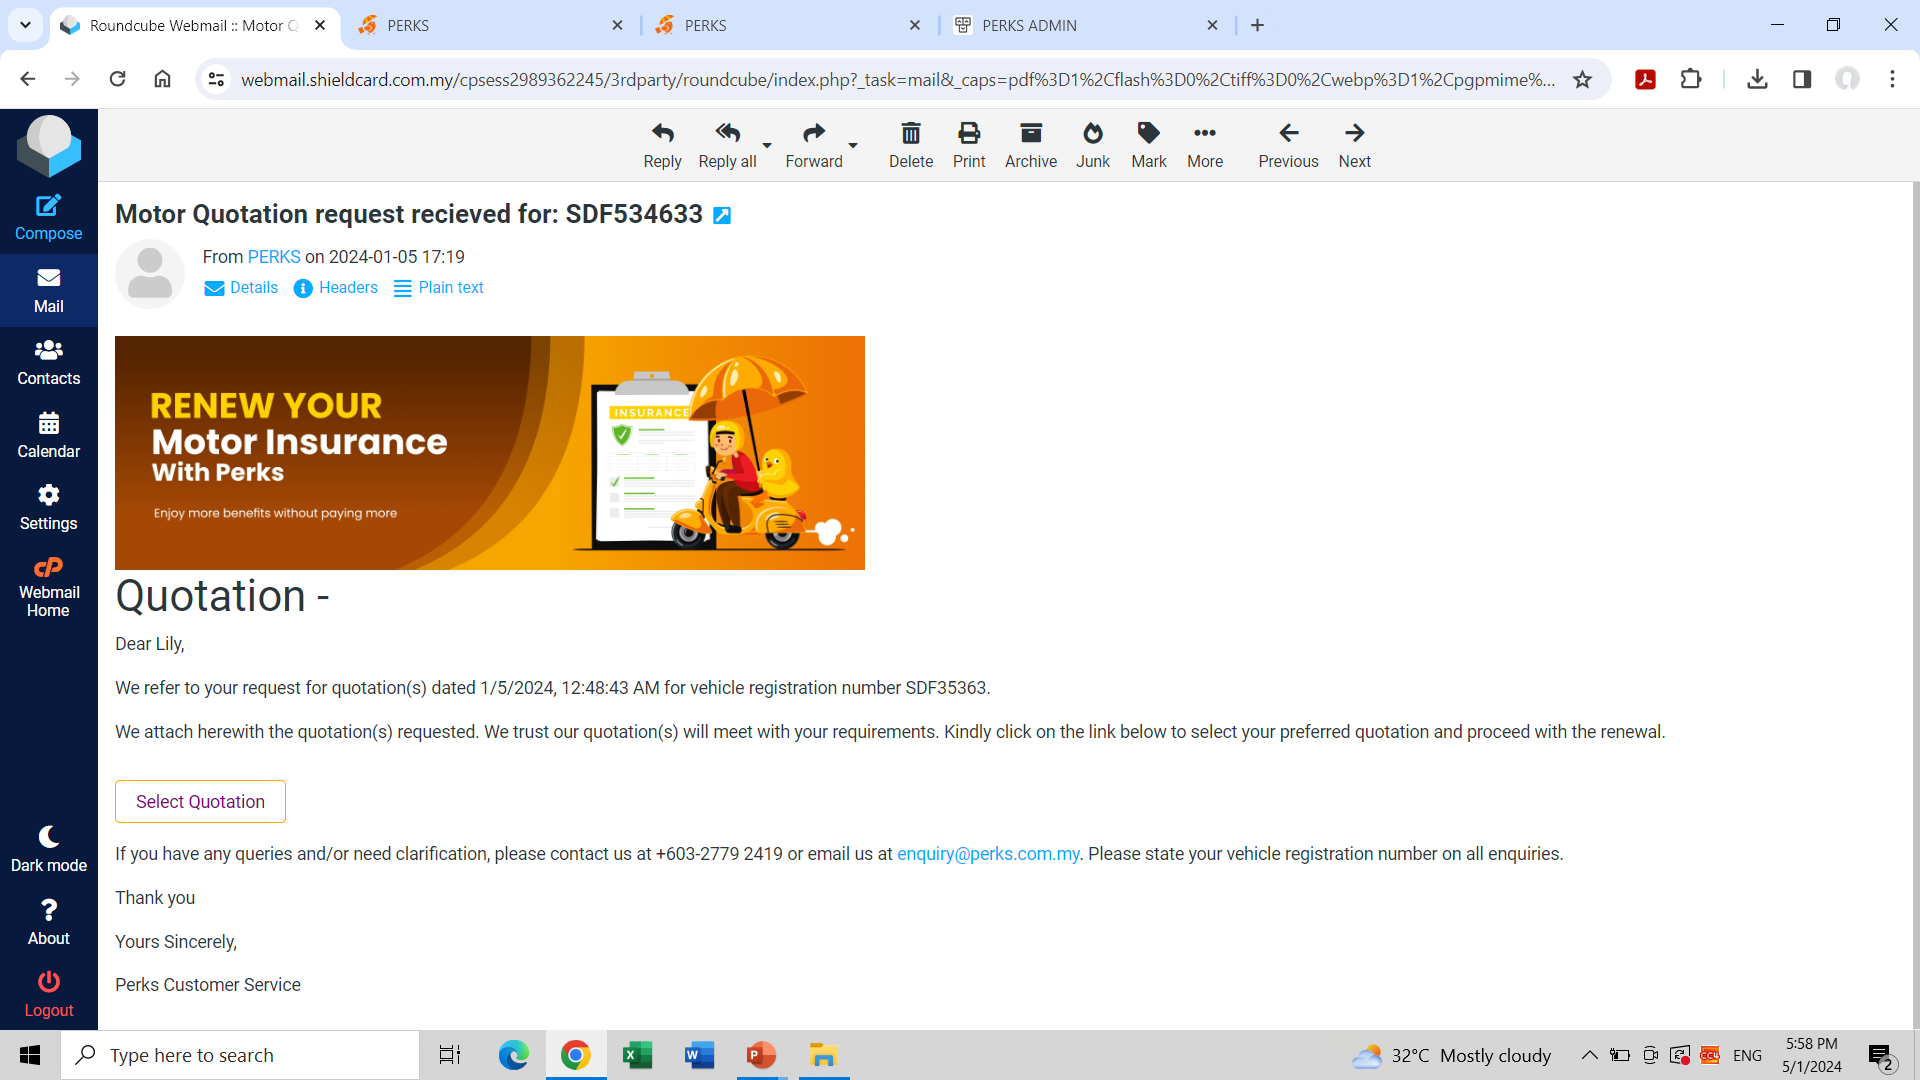 Roundcube Webmail :: Motor Q
PERKS
PERKS
PERKS ADMIN
webmail.shieldcard.com.my/cpsess2989362245/3rdparty/roundcube/index.php?_task=mail&_caps=pdf%3D1%2Cflash%3D0%2Ctiff%3D0%2Cwebp%3D1%2Cpgpmime%...
Reply
Reply all
Forward
Delete
Print
Archive
Junk
Mark
More
Previous
Next
Compose
Mail
Contacts
Calendar
Settings
Webmail
Home
Dark mode
About
Logout
Motor Quotation request recieved for: SDF534633
From PERKS on 2024-01-05 17:19
Details Headers Plain text
RENEW YOUR
Motor Insurance
With Perks
Enjoy more benefits without paying more
INSURANCE
Quotation -
Dear Lily,
We refer to your request for quotation(s) dated 1/5/2024, 12:48:43 AM for vehicle registration number SDF35363.
We attach herewith the quotation(s) requested. We trust our quotation(s) will meet with your requirements. Kindly click on the link below to select your preferred quotation and proceed with the renewal.
Select Quotation
If you have any queries and/or need clarification, please contact us at +603-2779 2419 or email us at enquiry@perks.com.my. Please state your vehicle registration number on all enquiries.
Thank you
Yours Sincerely,
Perks Customer Service
Type here to search
32°C Mostly cloudy
ENG
5:58 PM
5/1/2024
2